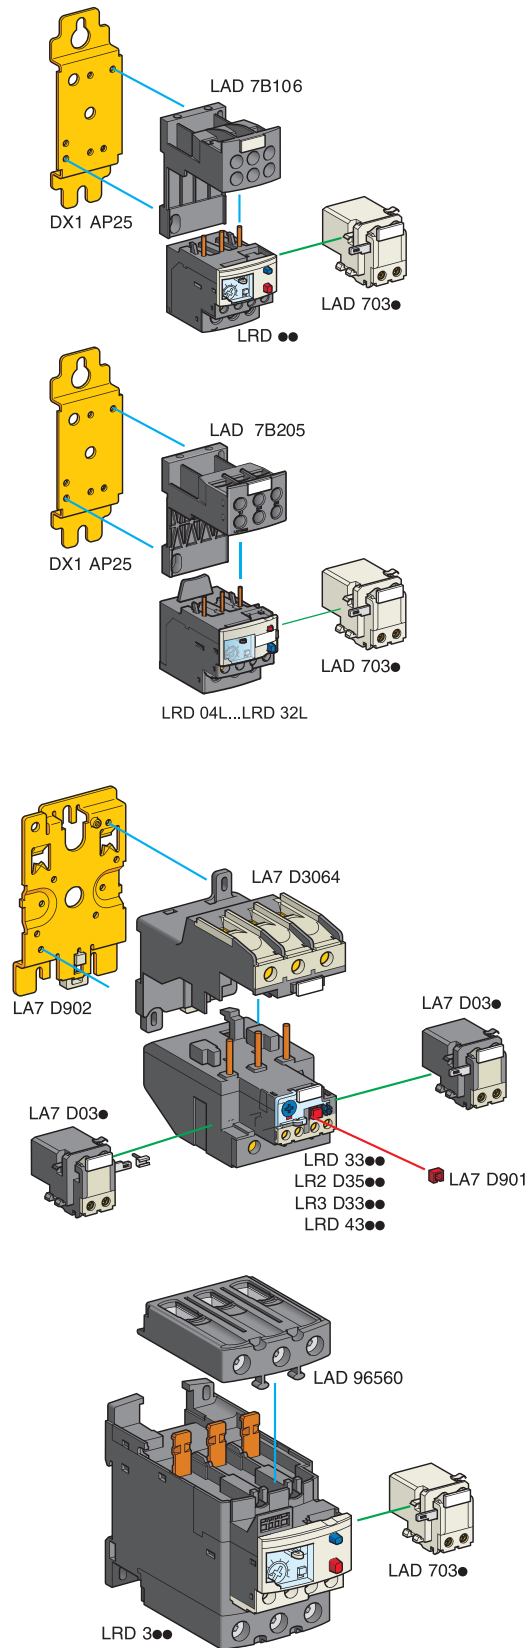 LAD 7B106
DX1 AP25
LAD 703●
LRD ●●
LAD 7B205
DX1 AP25
LAD 703●
LRD 04L...LRD 32L
LA7 D3064
LA7 D902
LA7 D03●
LA7 D03●
LRD 33●●
LA7 D901
LR2 D35●●
LR3 D33●●
LRD 43●●
LAD 96560
LAD 703●
LRD 3●●